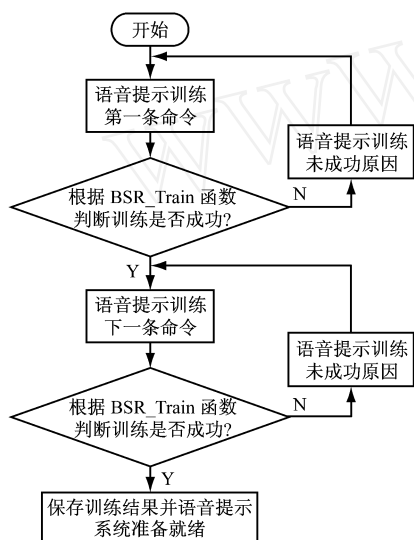 开始
语音提示训练
第一条命令
语音提示训练
未成功原因
根据 BSR_Train 函数
判断训练是否成功?
N
Y
语音提示训练
下一条命令
语音提示训练
未成功原因
根据 BSR_Train 函数
判断训练是否成功?
N
Y
保存训练结果并语音提示
系统准备就绪
WWW